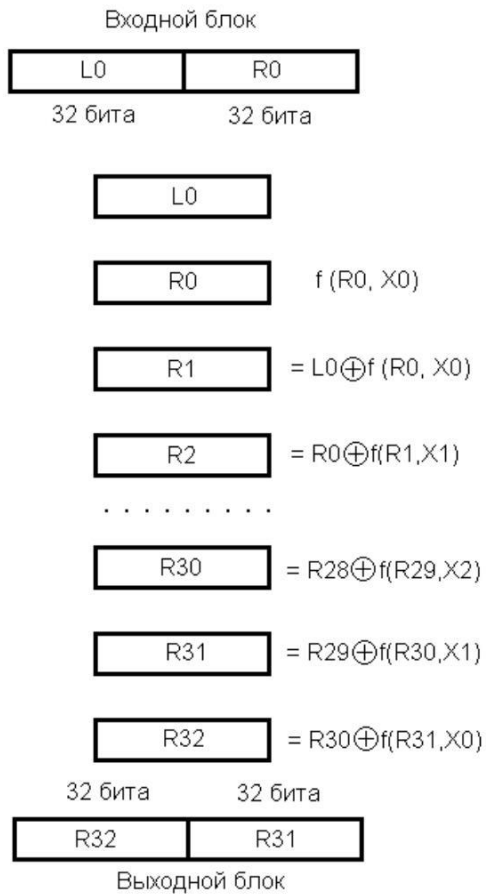 Входной блок
L0 R0
32 бита 32 бита
L0
R0 f (R0, X0)
R1 = L0⊕f (R0, X0)
R2 = R0⊕f(R1,X1)
. . . . . . . . .
R30 = R28⊕f(R29,X2)
R31 = R29⊕f(R30,X1)
R32 = R30⊕f(R31,X0)
32 бита 32 бита
R32 R31
Выходной блок